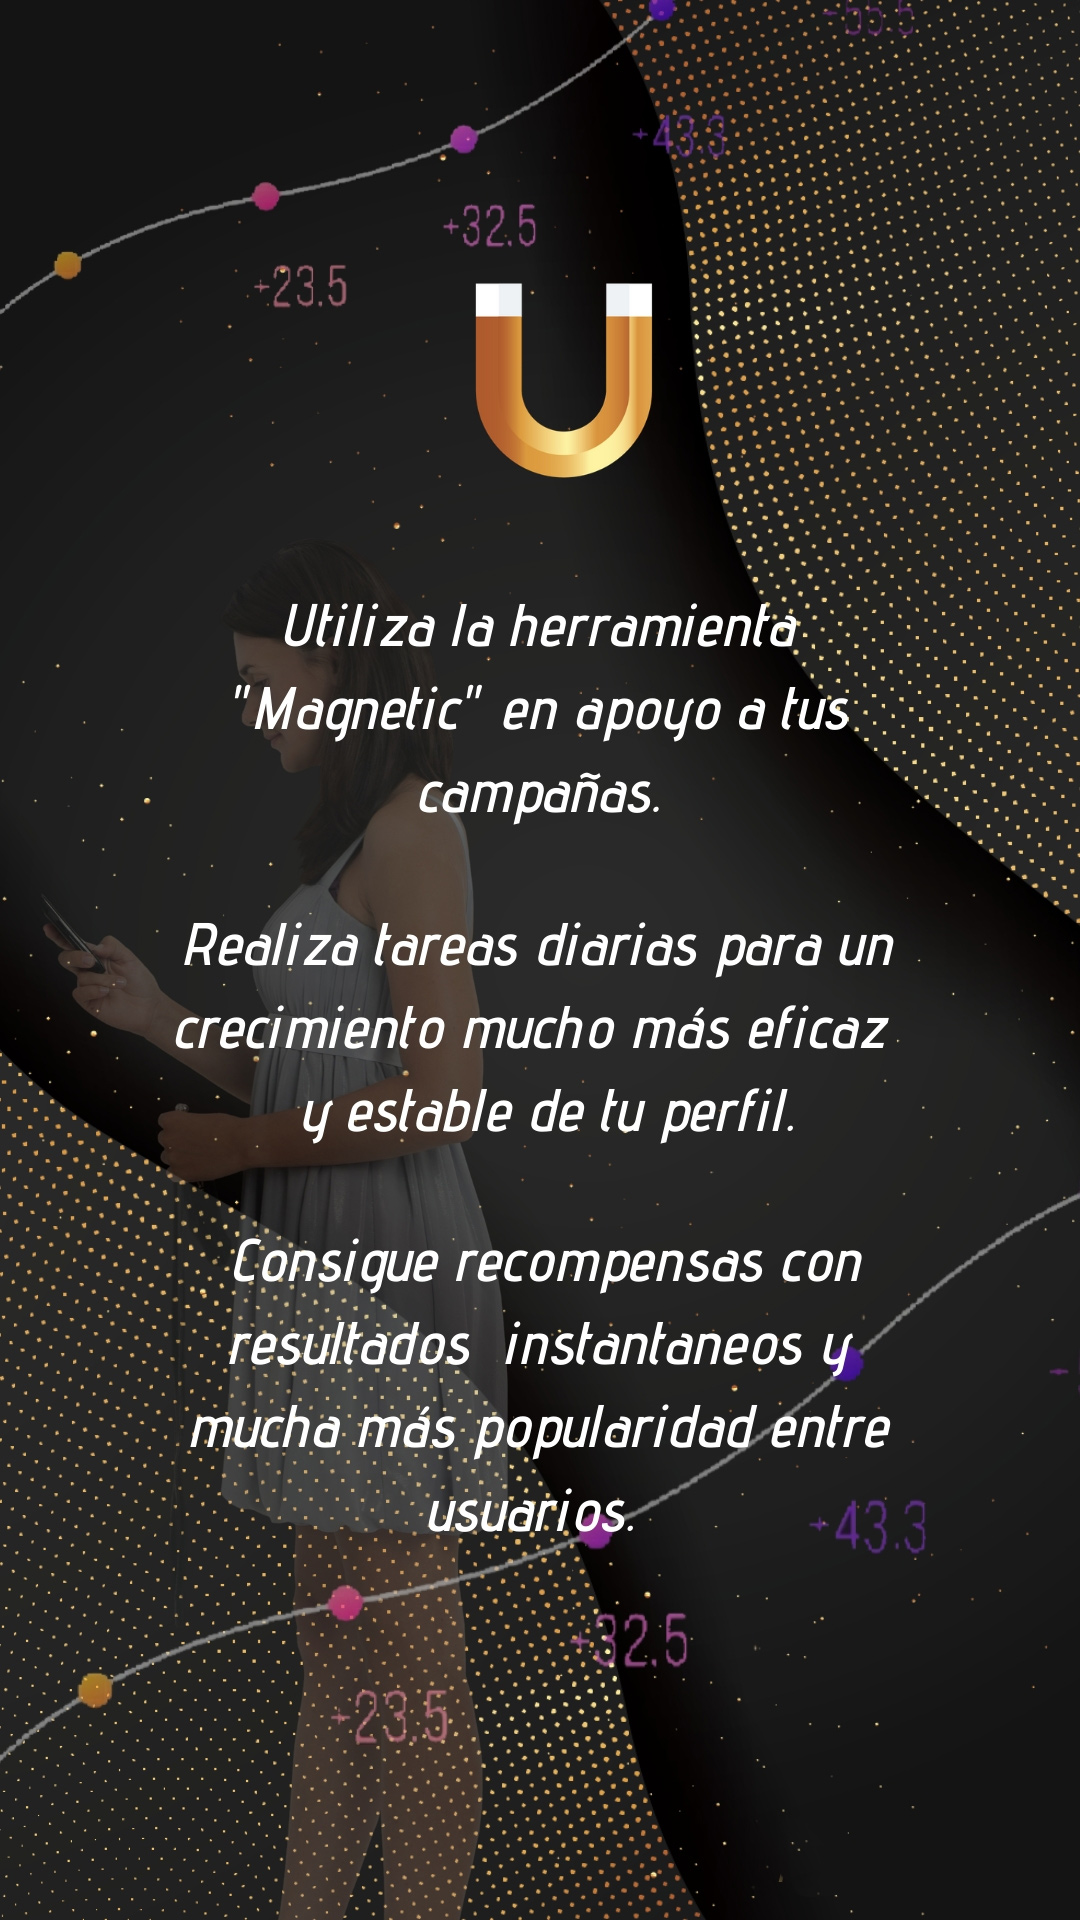 -55.5
+43.3
+32.5
+23.5
Utiliza la herramienta
"Magnetic" en apoyo a tus
campañas.
Realiza tareas diarias para un
crecimiento mucho más eficaz
y estable de tu perfil.
Consigue recompensas con
resultados instantaneos y
mucha más popularidad entre
usuarios.
+43.3
+32.5
+23.5